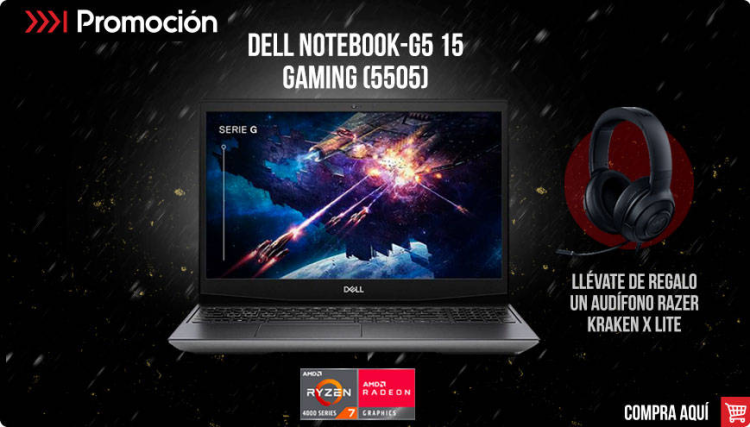 Promoción
DELL NOTEBOOK-G5 15
GAMING (5505)
SERIE G
DELL
LLÉVATE DE REGALO
UN AUDÍFONO RAZER
KRAKEN X LITE
AMD
RYZEN
4000 SERIES 7
AMD
RADEON
GRAPHICS
COMPRA AQUÍ